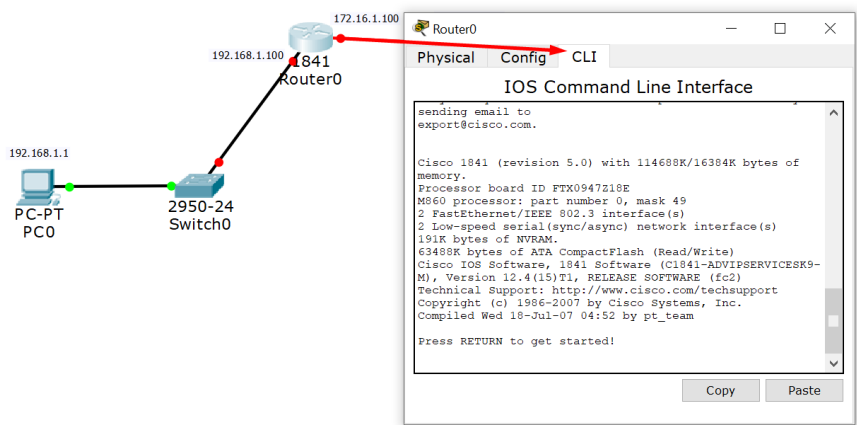 172.16.1.100
192.168.1.100
1841
Router0
192.168.1.1
PC-PT
PC0
2950-24
Switch0
Router0
Physical Config CLI
IOS Command Line Interface
sending email to
export@cisco.com.
Cisco 1841 (revision 5.0) with 114688K/16384K bytes of
memory.
Processor board ID FTX0947Z18E
M860 processor: part number 0, mask 49
2 FastEthernet/IEEE 802.3 interface(s)
2 Low-speed serial(sync/async) network interface(s)
191K bytes of NVRAM.
63488K bytes of ATA CompactFlash (Read/Write)
Cisco IOS Software, 1841 Software (C1841-ADVIPSERVICESK9-
M), Version 12.4(15)T1, RELEASE SOFTWARE (fc2)
Technical Support: http://www.cisco.com/techsupport
Copyright (c) 1986-2007 by Cisco Systems, Inc.
Compiled Wed 18-Jul-07 04:52 by pt_team
Press RETURN to get started!
Copy Paste